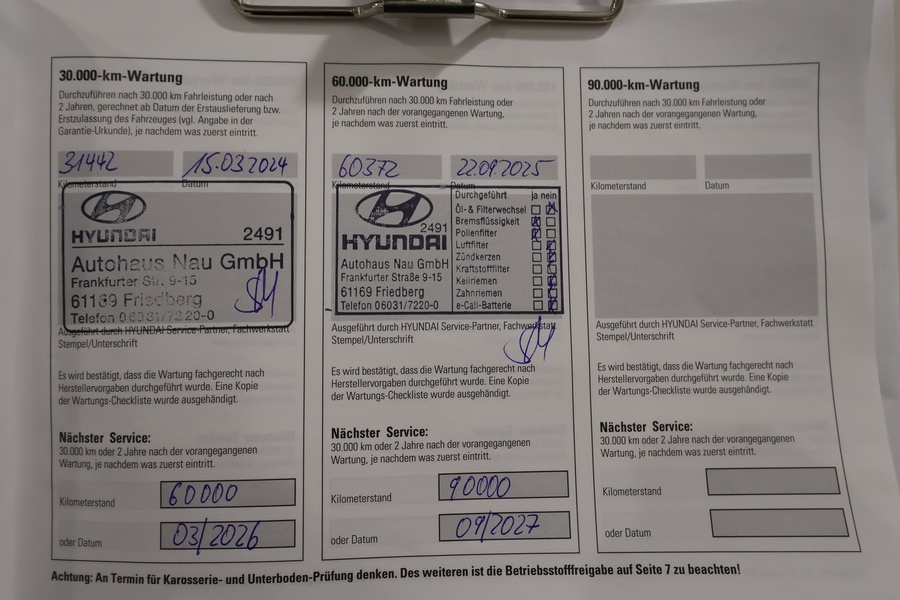 30.000-km-Wartung
Durchzuführen nach 30.000 km Fahrleistung oder nach
2 Jahren, gerechnet ab Datum der Erstauslieferung bzw.
Erstzulassung des Fahrzeuges (vgl. Angabe in der
Garantie-Urkunde), je nachdem was zuerst eintritt.
31442 15.03.2024
Kilometerstand Datum
HYUNDAI 2491
Autohaus Nau GmbH
Frankfurter Str. 9-15
61169 Friedberg
Telefon 06031/7220-0
Ausgeführt durch HYUNDAI Service-Partner, Fachwerkstatt
Stempel/Unterschrift
Es wird bestätigt, dass die Wartung fachgerecht nach
Herstellervorgaben durchgeführt wurde. Eine Kopie
der Wartungs-Checkliste wurde ausgehändigt.
Nächster Service:
30.000 km oder 2 Jahre nach der vorangegangenen
Wartung, je nachdem was zuerst eintritt.
Kilometerstand 60000
oder Datum 03/2026
60.000-km-Wartung
Durchzuführen nach 30.000 km Fahrleistung oder
2 Jahren nach der vorangegangenen Wartung,
je nachdem was zuerst eintritt.
60372 22.09.2025
Kilometerstand Datum
2491
HYUNDAI
Autohaus Nau GmbH
Frankfurter Straße 9-15
61169 Friedberg
Telefon 06031/7220-0
Durchgeführt ja nein
Öl- & Filterwechsel
Bremsflüssigkeit
Pollenfilter
Luftfilter
Zündkerzen
Kraftstofffilter
Keilriemen
Zahnriemen
e-Call-Batterie
Ausgeführt durch HYUNDAI Service-Partner, Fachwerkstatt
Stempel/Unterschrift
Es wird bestätigt, dass die Wartung fachgerecht nach
Herstellervorgaben durchgeführt wurde. Eine Kopie
der Wartungs-Checkliste wurde ausgehändigt.
Nächster Service:
30.000 km oder 2 Jahre nach der vorangegangenen
Wartung, je nachdem was zuerst eintritt.
Kilometerstand 90000
oder Datum 09/2027
90.000-km-Wartung
Durchzuführen nach 30.000 km Fahrleistung oder
2 Jahren nach der vorangegangenen Wartung,
je nachdem was zuerst eintritt.
Kilometerstand Datum
Ausgeführt durch HYUNDAI Service-Partner, Fachwerkstatt
Stempel/Unterschrift
Es wird bestätigt, dass die Wartung fachgerecht nach
Herstellervorgaben durchgeführt wurde. Eine Kopie
der Wartungs-Checkliste wurde ausgehändigt.
Nächster Service:
30.000 km oder 2 Jahre nach der vorangegangenen
Wartung, je nachdem was zuerst eintritt.
Kilometerstand
oder Datum
Achtung: An Termin für Karosserie- und Unterboden-Prüfung denken. Des weiteren ist die Betriebsstofffreigabe auf Seite 7 zu beachten!